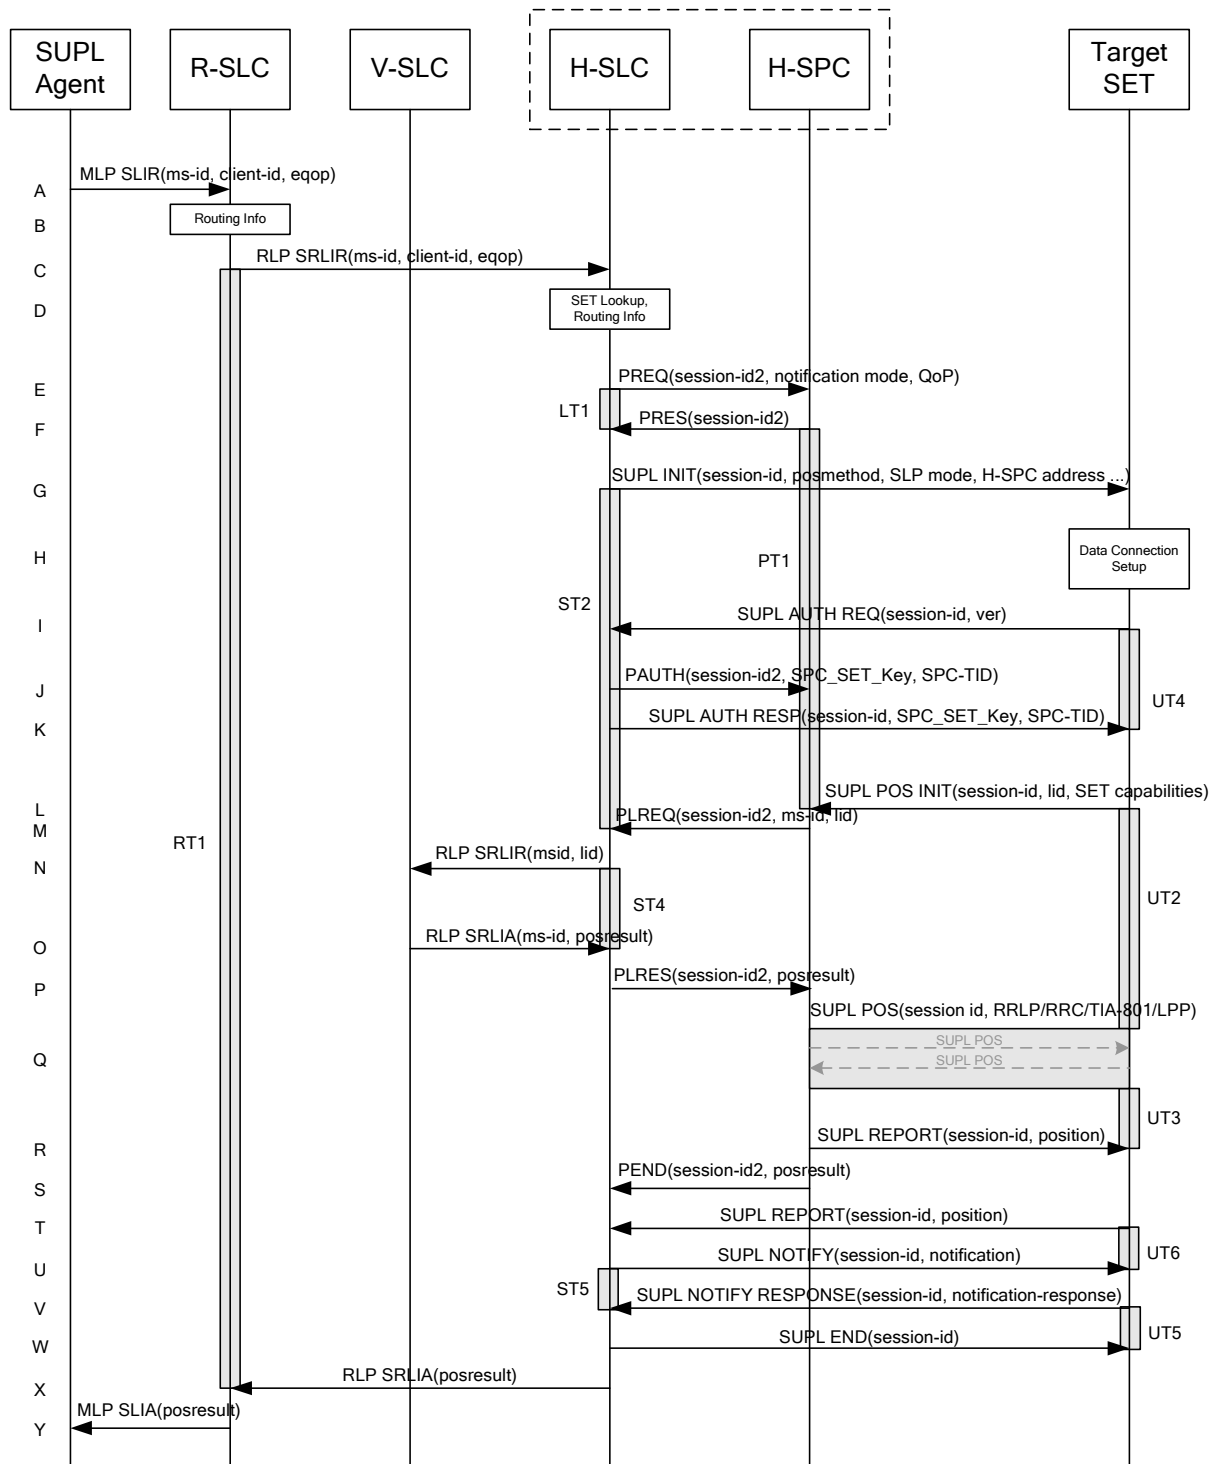 SUPL
Agent
R-SLC
V-SLC
H-SLC
H-SPC
Target
SET
A
MLP SLIR(ms-id, client-id, eqop)
B
Routing Info
C
RLP SRLIR(ms-id, client-id, eqop)
D
SET Lookup,
Routing Info
E
PREQ(session-id2, notification mode, QoP)
LT1
F
PRES(session-id2)
G
SUPL INIT(session-id, posmethod, SLP mode, H-SPC address ...)
H
PT1
Data Connection
Setup
ST2
I
SUPL AUTH REQ(session-id, ver)
J
PAUTH(session-id2, SPC_SET_Key, SPC-TID)
UT4
K
SUPL AUTH RESP(session-id, SPC_SET_Key, SPC-TID)
L
SUPL POS INIT(session-id, lid, SET capabilities)
M
PLREQ(session-id2, ms-id, lid)
RT1
N
RLP SRLIR(msid, lid)
ST4
UT2
O
RLP SRLIA(ms-id, posresult)
P
PLRES(session-id2, posresult)
SUPL POS(session id, RRLP/RRC/TIA-801/LPP)
SUPL POS
Q
SUPL POS
UT3
R
SUPL REPORT(session-id, position)
S
PEND(session-id2, posresult)
T
SUPL REPORT(session-id, position)
UT6
U
SUPL NOTIFY(session-id, notification)
ST5
V
SUPL NOTIFY RESPONSE(session-id, notification-response)
UT5
W
SUPL END(session-id)
X
RLP SRLIA(posresult)
Y
MLP SLIA(posresult)